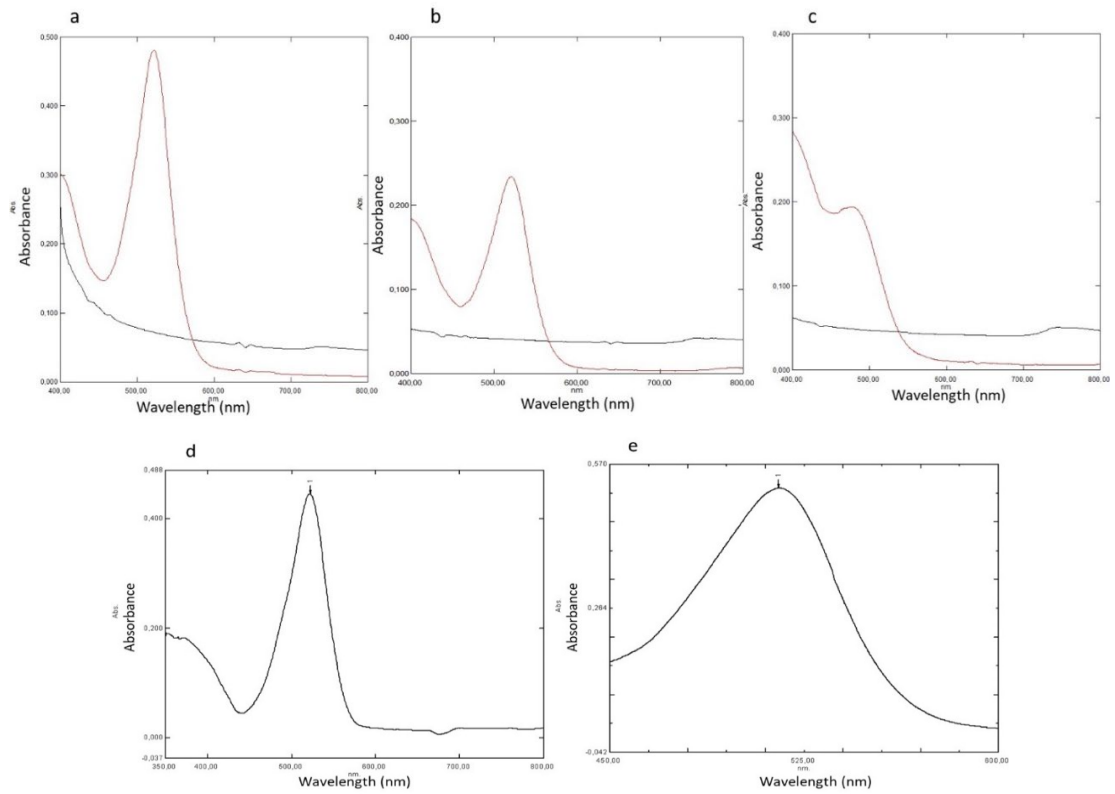 a
0,500
0,400
0,300
0,200
0,100
0,000
400,00
500,00
600,00
700,00
800,00
nm
Abs.
Absorbance
Wavelength (nm)
b
0,400
0,300
0,200
0,100
0,000
400,00
500,00
600,00
700,00
800,00
nm
Abs.
Absorbance
Wavelength (nm)
c
0,400
0,300
0,200
0,100
0,000
400,00
500,00
600,00
700,00
800,00
nm
Abs.
Absorbance
Wavelength (nm)
d
0,488
0,400
0,200
0,000
-0,037
350,00
400,00
500,00
600,00
700,00
800,00
nm.
Abs.
Absorbance
1
Wavelength (nm)
e
0,570
0,264
-0,042
450,00
525,00
600,00
nm.
Abs.
Absorbance
1
Wavelength (nm)